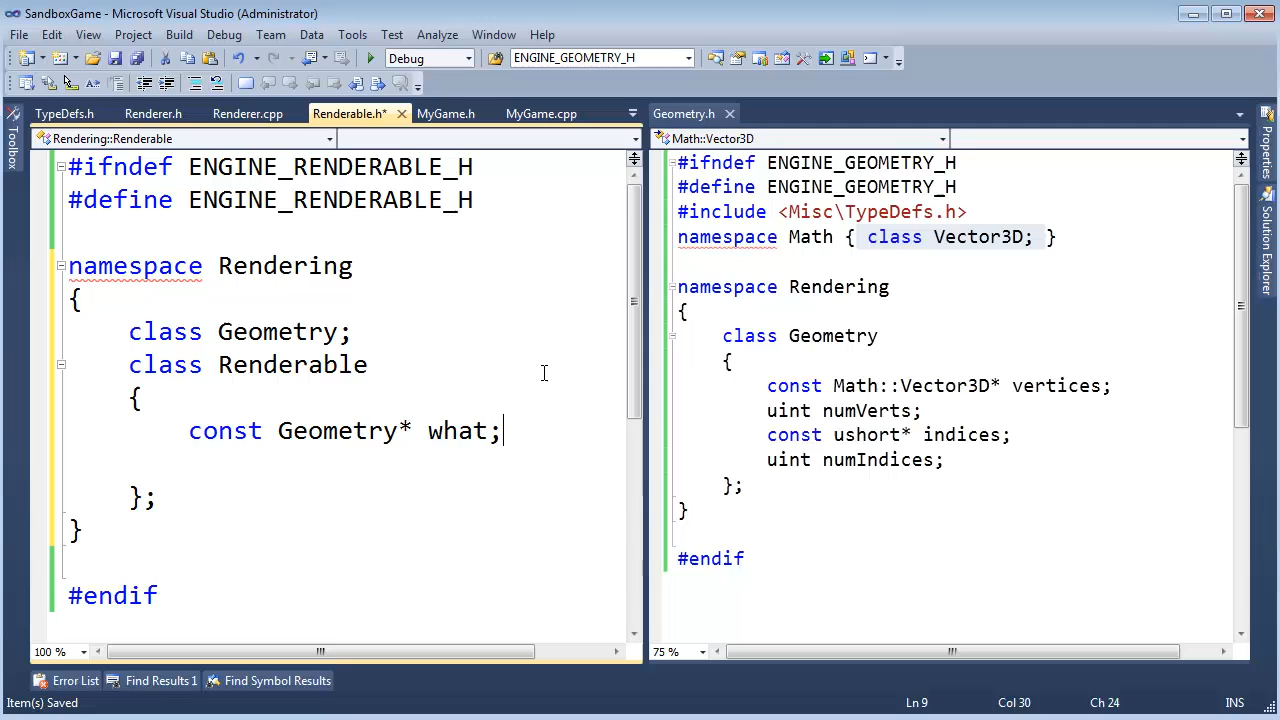 SandboxGame - Microsoft Visual Studio (Administrator)
File Edit View Project Build Debug Team Data Tools Test Analyze Window Help
Debug ENGINE_GEOMETRY_H
TypeDefs.h Renderer.h Renderer.cpp Renderable.h* MyGame.h MyGame.cpp
Rendering::Renderable
#ifndef ENGINE_RENDERABLE_H
#define ENGINE_RENDERABLE_H
namespace Rendering
{
class Geometry;
class Renderable
{
const Geometry* what;
};
}
#endif
100 %
Geometry.h
Math::Vector3D
#ifndef ENGINE_GEOMETRY_H
#define ENGINE_GEOMETRY_H
#include <Misc\TypeDefs.h>
namespace Math { class Vector3D; }
namespace Rendering
{
class Geometry
{
const Math::Vector3D* vertices;
uint numVerts;
const ushort* indices;
uint numIndices;
};
}
#endif
75 %
Toolbox
Properties
Solution Explorer
Error List Find Results 1 Find Symbol Results
Item(s) Saved Ln 9 Col 30 Ch 24 INS